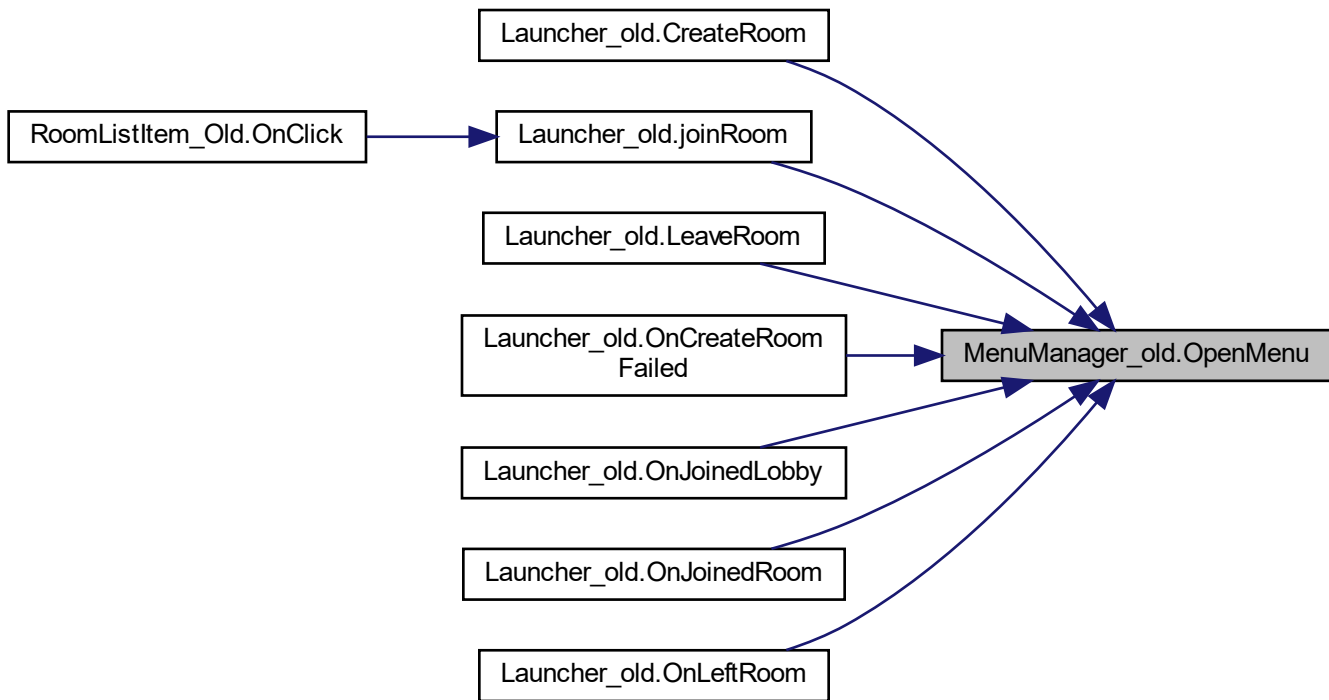 Launcher_old.CreateRoom
RoomListItem_Old.OnClick
Launcher_old.joinRoom
Launcher_old.LeaveRoom
Launcher_old.OnCreateRoom
Failed
MenuManager_old.OpenMenu
Launcher_old.OnJoinedLobby
Launcher_old.OnJoinedRoom
Launcher_old.OnLeftRoom